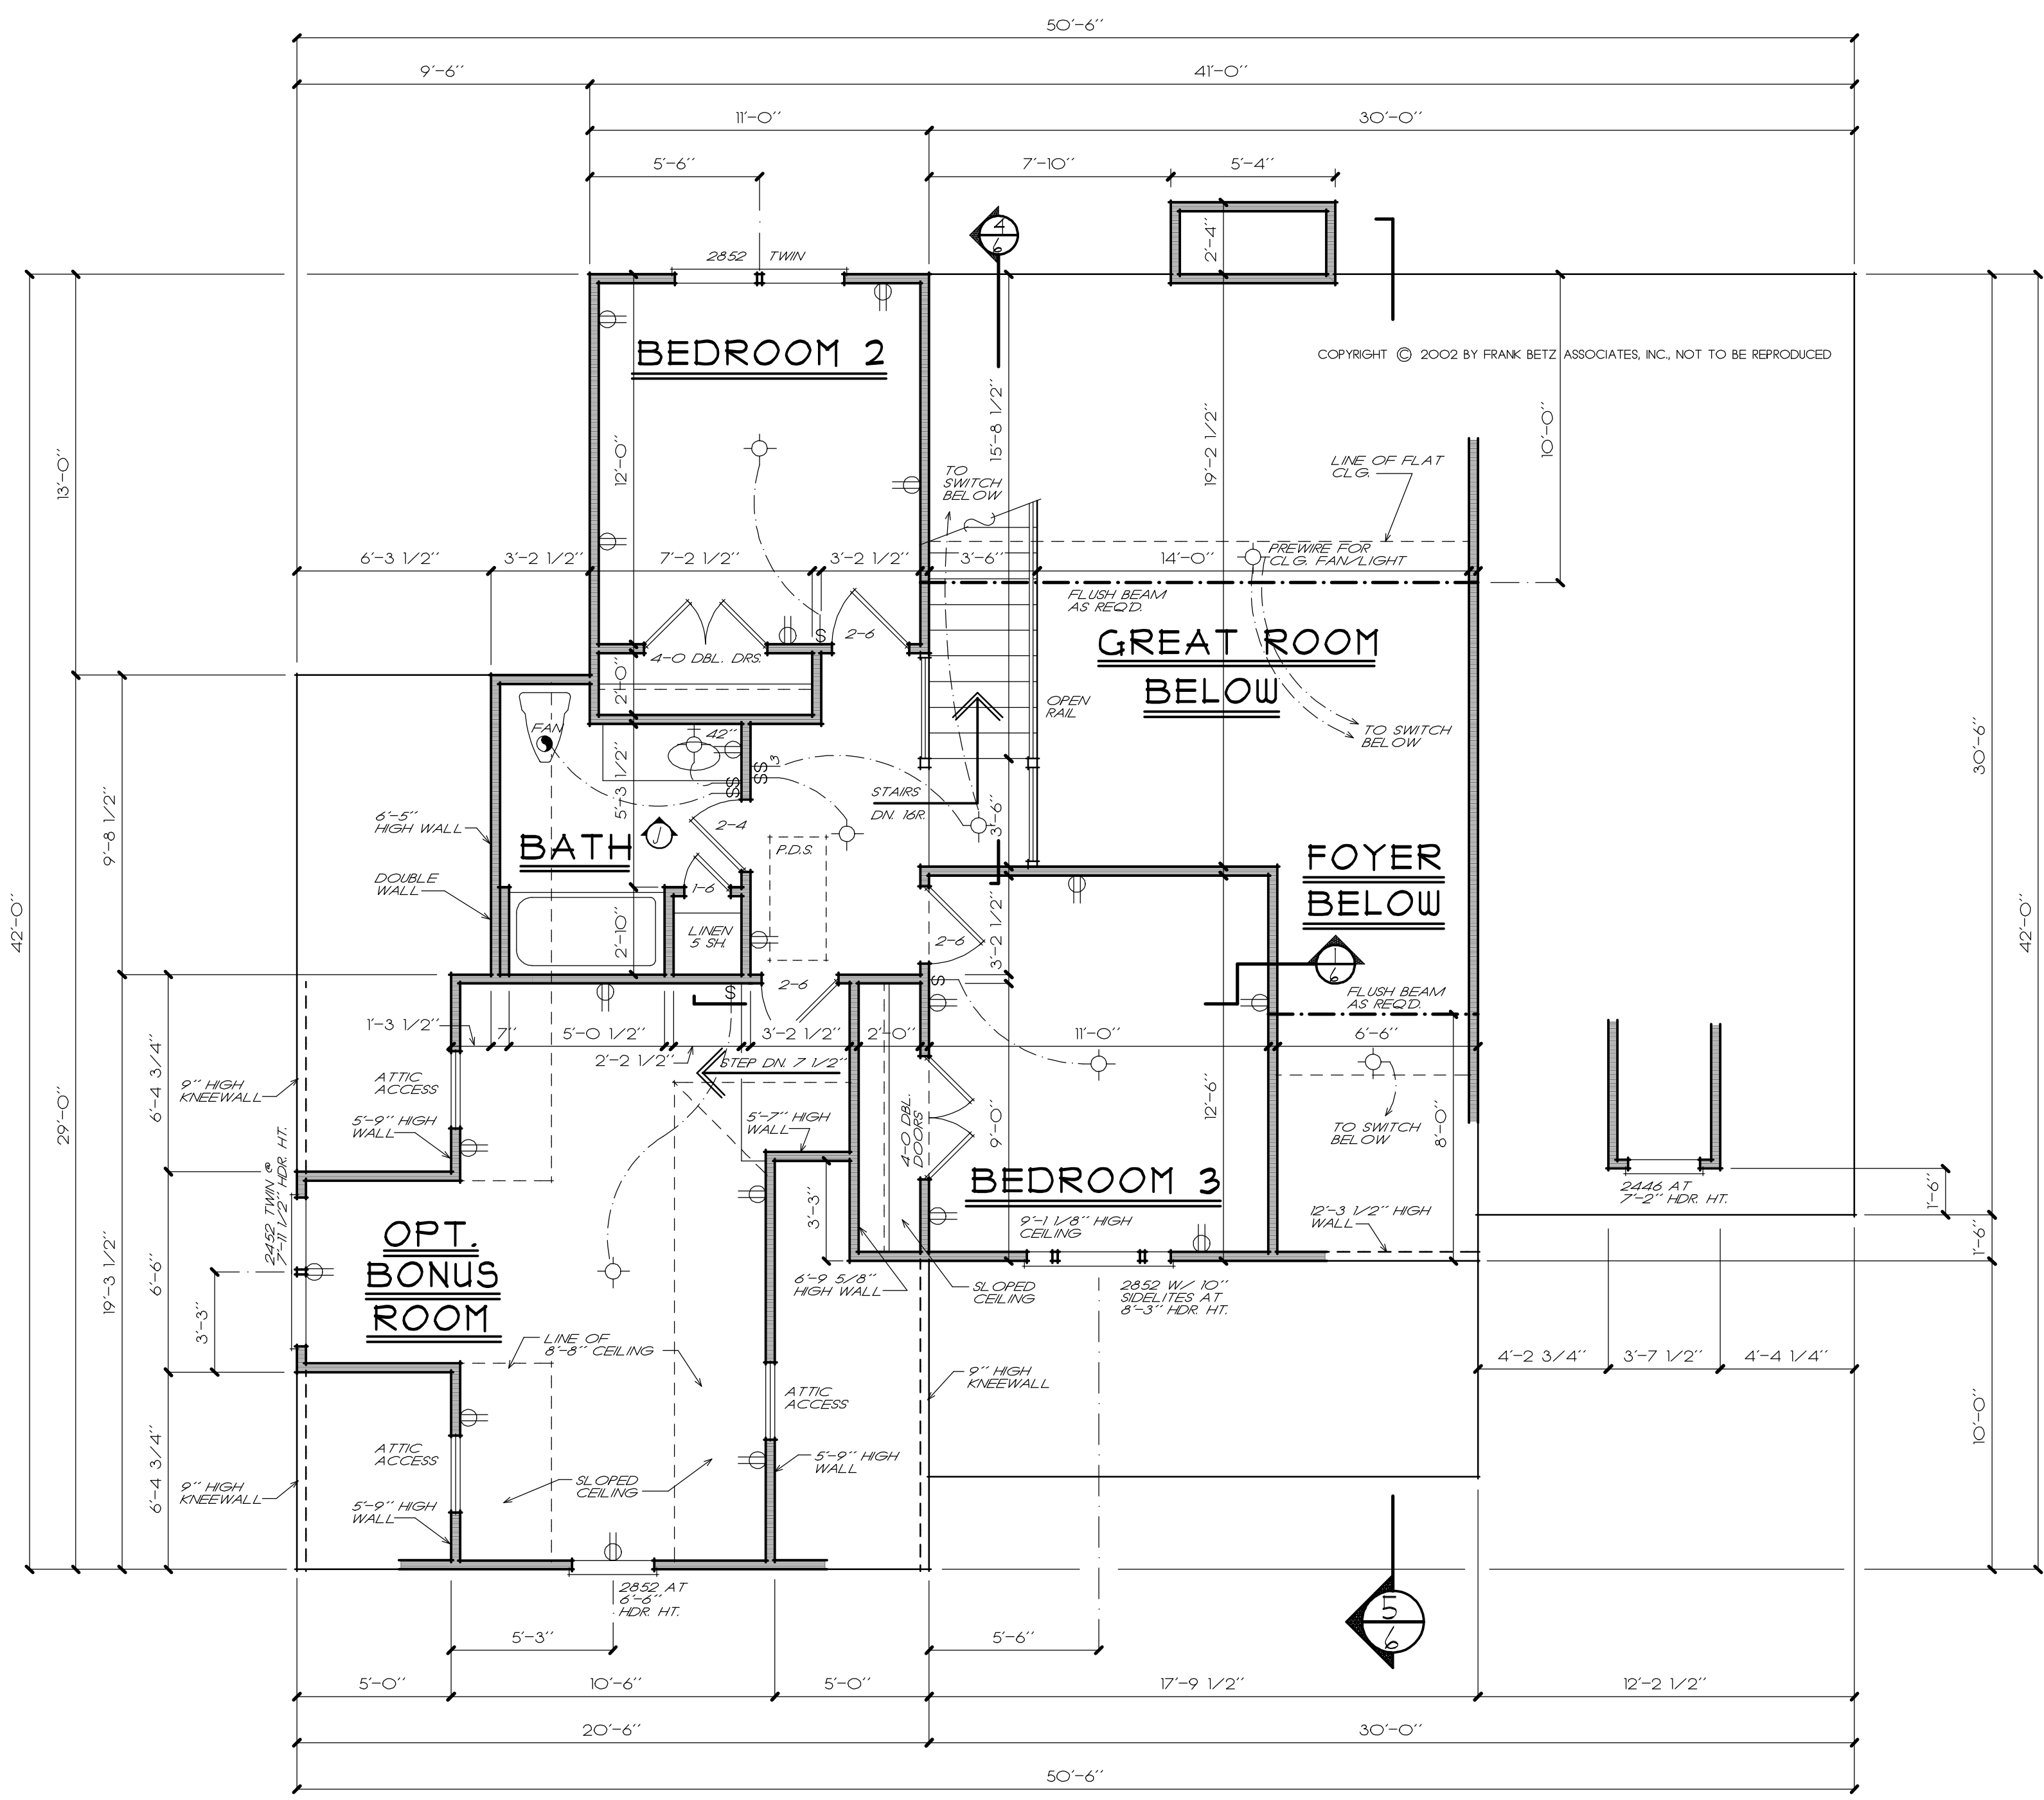 50'-6"
9'-6" 41'-0"
11'-0" 30'-0"
5'-6" 7'-10" 5'-4"
2852 TWIN
4
6
2'-4"
BEDROOM 2
COPYRIGHT © 2002 BY FRANK BETZ ASSOCIATES, INC., NOT TO BE REPRODUCED
13'-0"
12'-0"
15'-8 1/2"
19'-2 1/2"
10'-0"
LINE OF FLAT
CLG.
TO
SWITCH
BELOW
6'-3 1/2" 3'-2 1/2" 7'-2 1/2" 3'-2 1/2" 3'-6" 14'-0"
PREWIRE FOR
CLG. FAN/LIGHT
FLUSH BEAM
AS REQ'D.
S
2-6
4-0 DBL. DRS.
2'-0"
GREAT ROOM
BELOW
OPEN
RAIL
TO SWITCH
BELOW
30'-6"
FAN
42"
5'-3 1/2"
SS
SS
3
STAIRS
DN. 16R.
3'-6"
9'-8 1/2"
6'-5"
HIGH WALL
BATH
J
2-4
P.D.S.
FOYER
BELOW
DOUBLE
WALL
1-6
LINEN
5 SH.
2'-10"
2-6
3'-2 1/2"
42'-0"
42'-0"
1
6
2-6
S
S
FLUSH BEAM
AS REQ'D.
1'-3 1/2" 7" 5'-0 1/2" 3'-2 1/2" 2'-0" 11'-0" 6'-6"
2'-2 1/2"
STEP DN. 7 1/2"
6'-4 3/4"
9" HIGH
KNEEWALL
ATTIC
ACCESS
5'-9" HIGH
WALL
5'-7" HIGH
WALL
4-0 DBL.
DOORS
9'-0"
12'-6"
TO SWITCH
BELOW
8'-0"
29'-0"
2452 TWIN @
7'-11 1/2" HDR. HT.
BEDROOM 3
9'-1 1/8" HIGH
CEILING
12'-3 1/2" HIGH
WALL
2446 AT
7'-2" HDR. HT.
1'-6"
1'-6"
3'-3"
OPT.
BONUS
ROOM
6'-6"
19'-3 1/2"
3'-3"
6'-9 5/8"
HIGH WALL
SLOPED
CEILING
2852 W/ 10"
SIDELITES AT
8'-3" HDR. HT.
LINE OF
8'-8" CEILING
4'-2 3/4" 3'-7 1/2" 4'-4 1/4"
9" HIGH
KNEEWALL
ATTIC
ACCESS
10'-0"
ATTIC
ACCESS
6'-4 3/4"
5'-9" HIGH
WALL
SLOPED
CEILING
9" HIGH
KNEEWALL
5'-9" HIGH
WALL
2852 AT
6'-6"
HDR. HT.
5
6
5'-3" 5'-6"
5'-0" 10'-6" 5'-0" 17'-9 1/2" 12'-2 1/2"
20'-6" 30'-0"
50'-6"